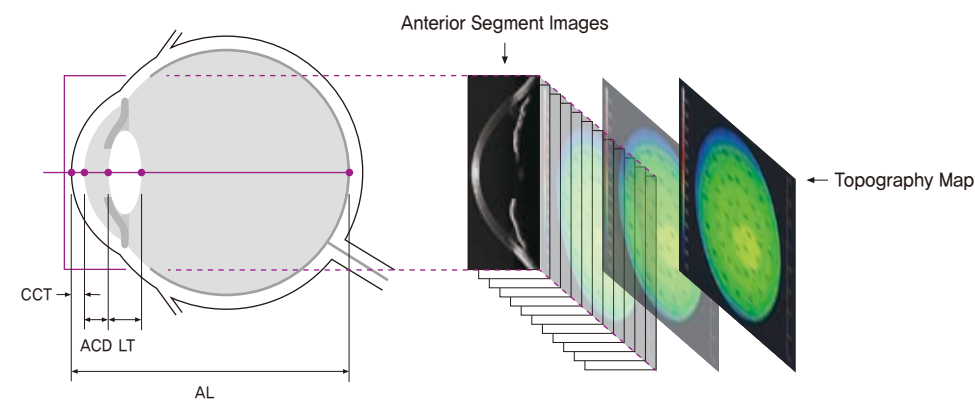 Anterior Segment Images
Topography Map
CCT
ACD LT
AL